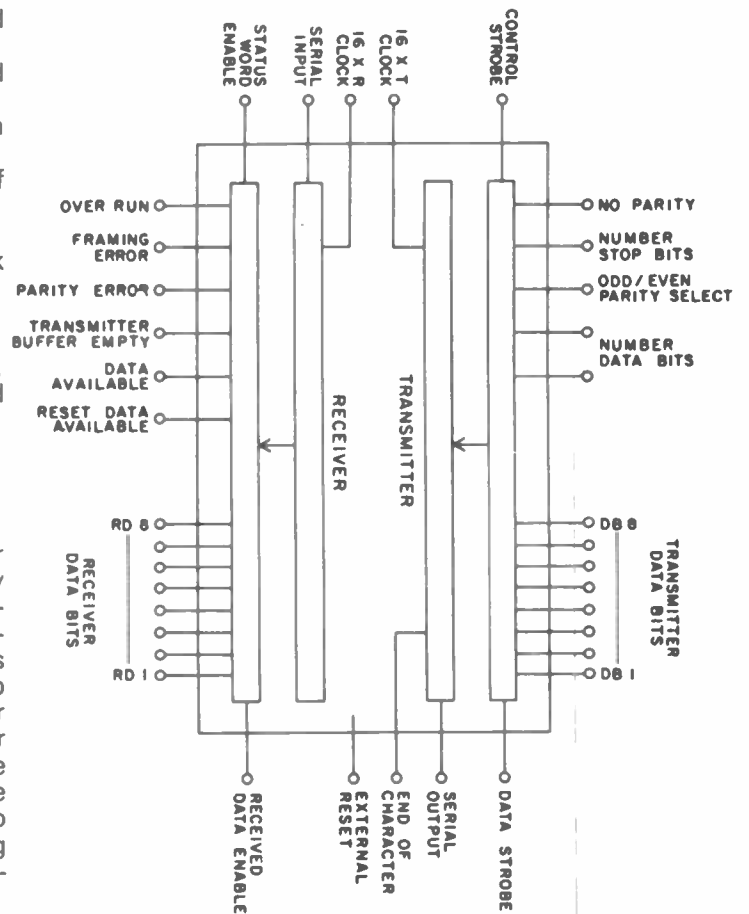 STATUS
WORD
ENABLE
SERIAL
INPUT
16 X R
CLOCK
16 X T
CLOCK
CONTROL
STROBE
OVER RUN
FRAMING
ERROR
PARITY ERROR
TRANSMITTER
BUFFER EMPTY
DATA
AVAILABLE
RESET DATA
AVAILABLE
RD 8
RECEIVER
DATA BITS
RD 1
RECEIVER
TRANSMITTER
NO PARITY
NUMBER
STOP BITS
ODD/EVEN
PARITY SELECT
NUMBER
DATA BITS
DB 8
TRANSMITTER
DATA BITS
DB 1
RECEIVED
DATA ENABLE
EXTERNAL
RESET
END OF
CHARACTER
SERIAL
OUTPUT
DATA STROBE